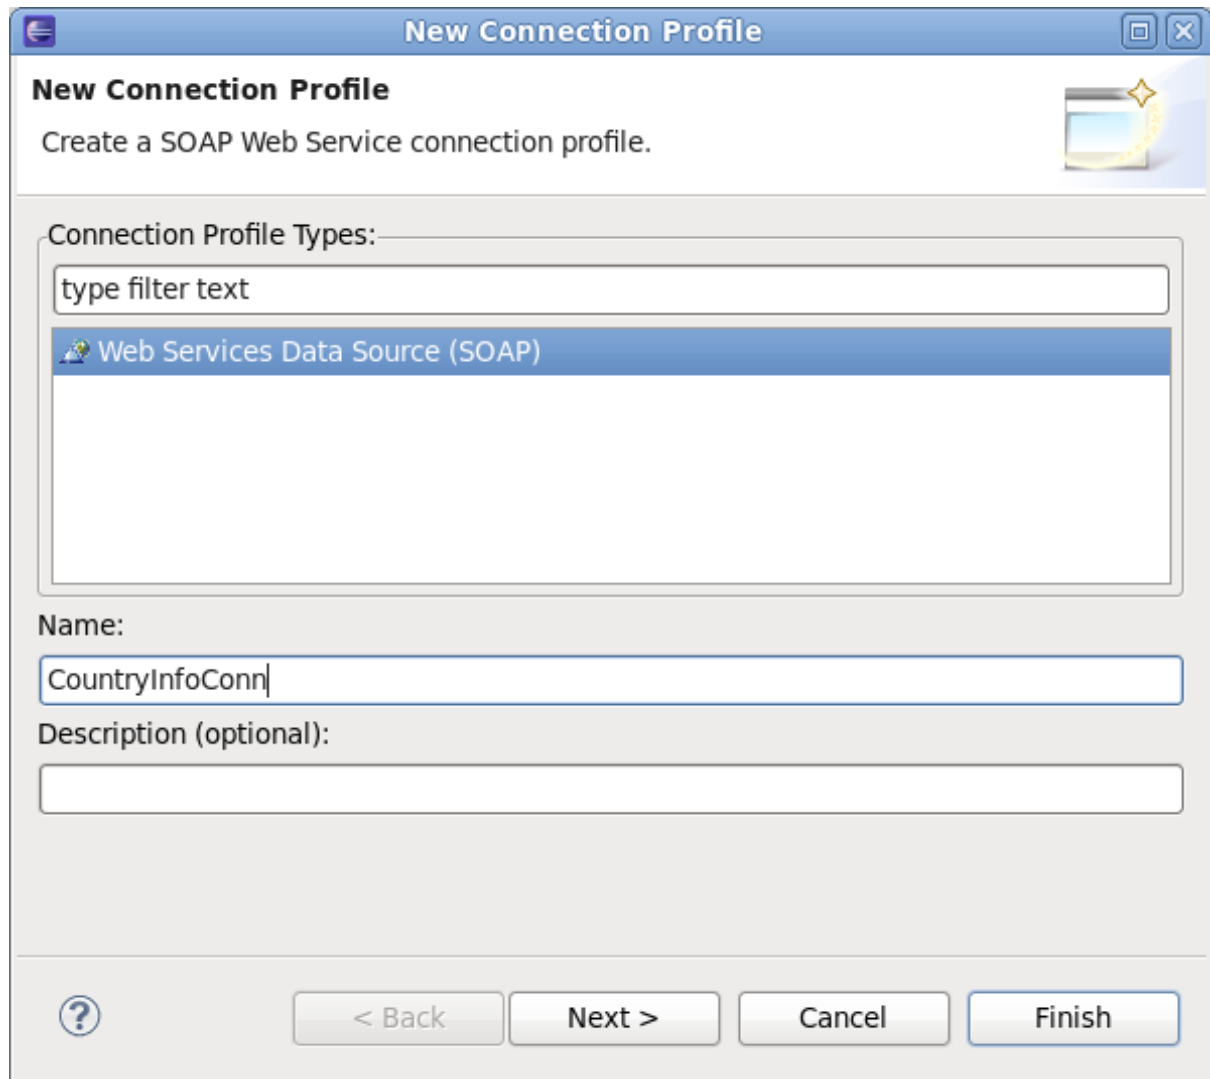 New Connection Profile
New Connection Profile
Create a SOAP Web Service connection profile.
Connection Profile Types:
type filter text
Web Services Data Source (SOAP)
Name:
CountryInfoConn
Description (optional):
? < Back Next > Cancel Finish